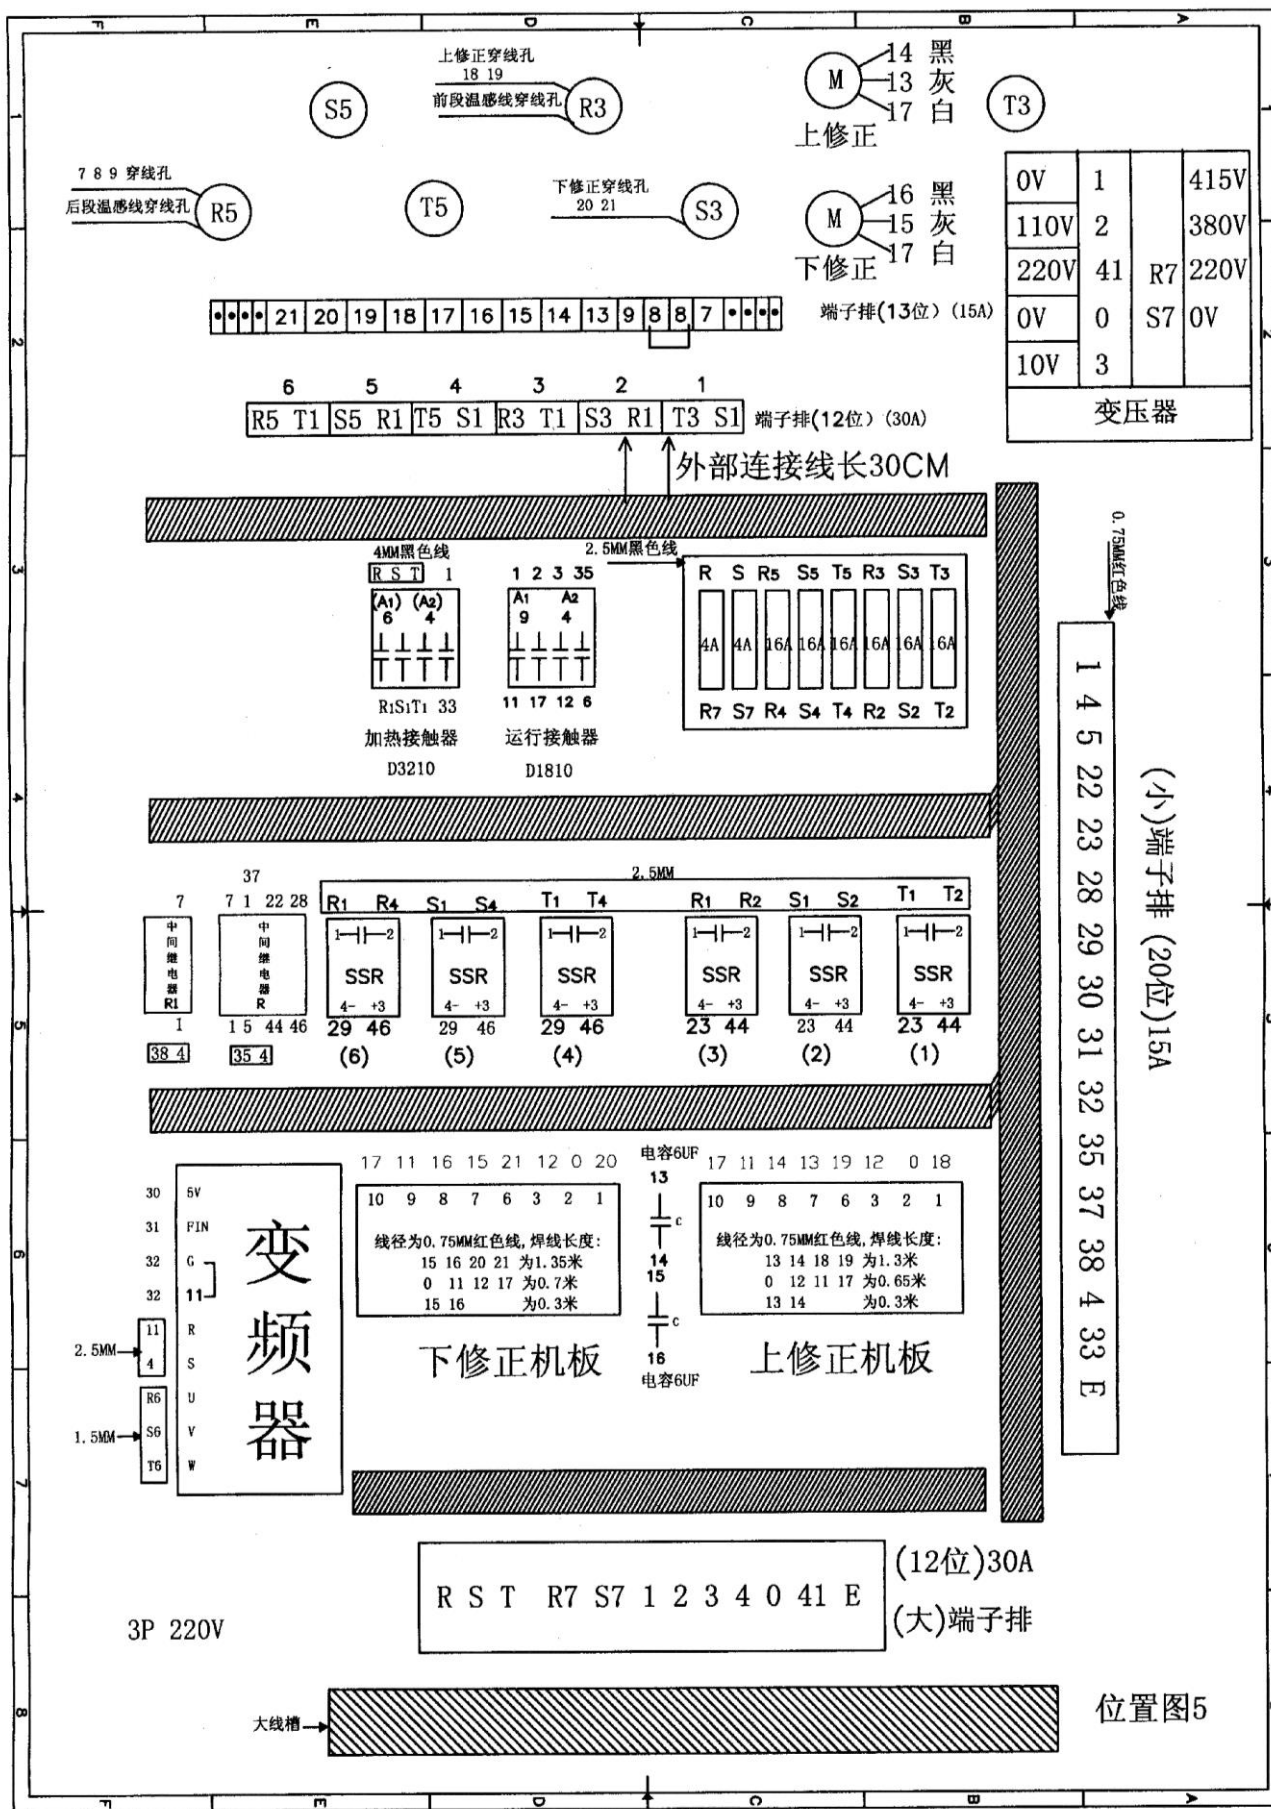 F E D C B A
上修正穿线孔
18 19
前段温感线穿线孔
S5
R3
M
14 黑
13 灰
17 白
上修正
T3
1
7 8 9 穿线孔
后段温感线穿线孔
R5
T5
下修正穿线孔
20 21
S3
M
16 黑
15 灰
17 白
下修正
0V 1 415V
110V 2 380V
220V 41 R7 220V
0V 0 S7 0V
10V 3
变压器
21 20 19 18 17 16 15 14 13 9 8 8 7
端子排(13位) (15A)
2
6 5 4 3 2 1
R5 T1 S5 R1 T5 S1 R3 T1 S3 R1 T3 S1
端子排(12位) (30A)
外部连接线长30CM
3
4MM黑色线
R S T 1
(A1) (A2)
6 4
R1S1T1 33
加热接触器
D3210
1 2 3 35
A1 A2
9 4
11 17 12 6
运行接触器
D1810
2.5MM黑色线
R S R5 S5 T5 R3 S3 T3
4A 4A 16A 16A 16A 16A 16A 16A
R7 S7 R4 S4 T4 R2 S2 T2
0.75MM红色线
1 4 5 22 23 28 29 30 31 32 35 37 38 4 33 E
(小)端子排 (20位)15A
4
2.5MM
37
7
7 1 22 28
R1 R4 S1 S4 T1 T4 R1 R2 S1 S2 T1 T2
中间继电器
R1
中间继电器
R
1 2 1 2 1 2 1 2 1 2 1 2
SSR SSR SSR SSR SSR SSR
4- +3 4- +3 4- +3 4- +3 4- +3 4- +3
1
1 5 44 46
29 46 29 46 29 46 23 44 23 44 23 44
38 4
35 4
(6) (5) (4) (3) (2) (1)
5
30 5V
31 FIN
32 G
32 11
11 R
4 S
R6 U
S6 V
T6 W
2.5MM
1.5MM
变频器
17 11 16 15 21 12 0 20
10 9 8 7 6 3 2 1
线径为0.75MM红色线,焊线长度:
15 16 20 21 为1.35米
0 11 12 17 为0.7米
15 16 为0.3米
下修正机板
电容6UF
13
C
14
15
C
16
电容6UF
17 11 14 13 19 12 0 18
10 9 8 7 6 3 2 1
线径为0.75MM红色线,焊线长度:
13 14 18 19 为1.3米
0 12 11 17 为0.65米
13 14 为0.3米
上修正机板
6
7
R S T R7 S7 1 2 3 4 0 41 E
(12位)30A
(大)端子排
3P 220V
8
大线槽
位置图5
F E D C B A